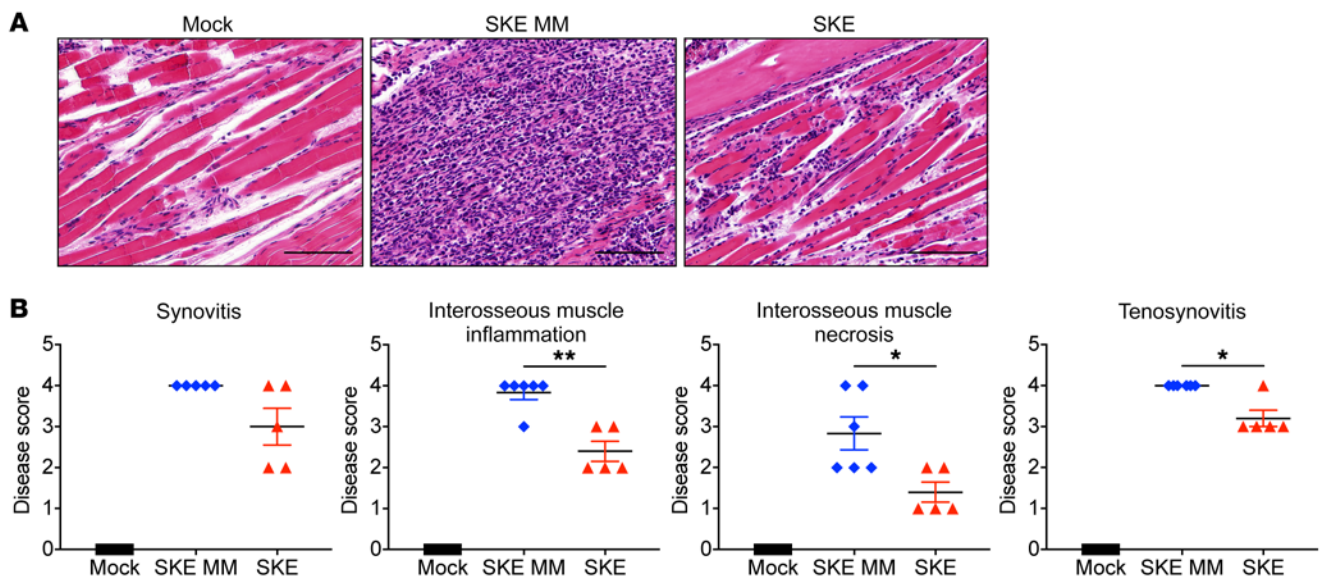 A
Mock
SKE MM
SKE
B
Synovitis
Disease score
5
4
3
2
1
0
Mock
SKE MM
SKE
Interosseous muscle
inflammation
**
Disease score
5
4
3
2
1
0
Mock
SKE MM
SKE
Interosseous muscle
necrosis
*
Disease score
5
4
3
2
1
0
Mock
SKE MM
SKE
Tenosynovitis
*
Disease score
5
4
3
2
1
0
Mock
SKE MM
SKE